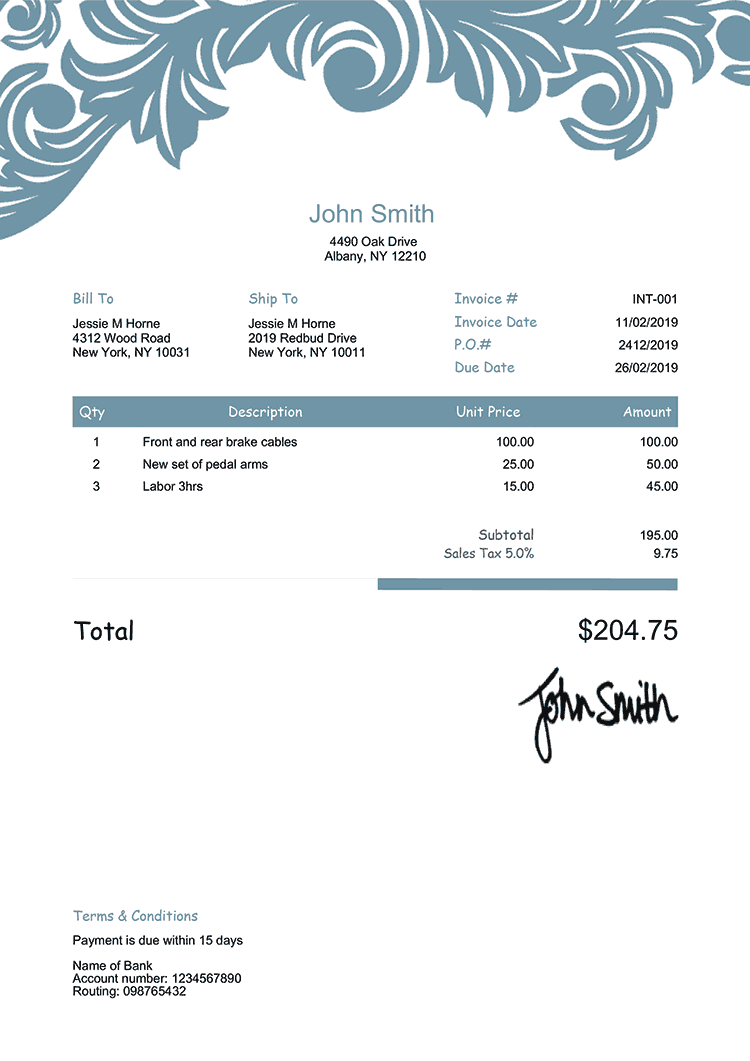 John Smith
4490 Oak Drive
Albany, NY 12210
Bill To
Jessie M Horne
4312 Wood Road
New York, NY 10031
Ship To
Jessie M Horne
2019 Redbud Drive
New York, NY 10011
Invoice # INT-001
Invoice Date 11/02/2019
P.O.# 2412/2019
Due Date 26/02/2019
Qty Description Unit Price Amount
1 Front and rear brake cables 100.00 100.00
2 New set of pedal arms 25.00 50.00
3 Labor 3hrs 15.00 45.00
Subtotal 195.00
Sales Tax 5.0% 9.75
Total $204.75
John Smith
Terms & Conditions
Payment is due within 15 days
Name of Bank
Account number: 1234567890
Routing: 098765432